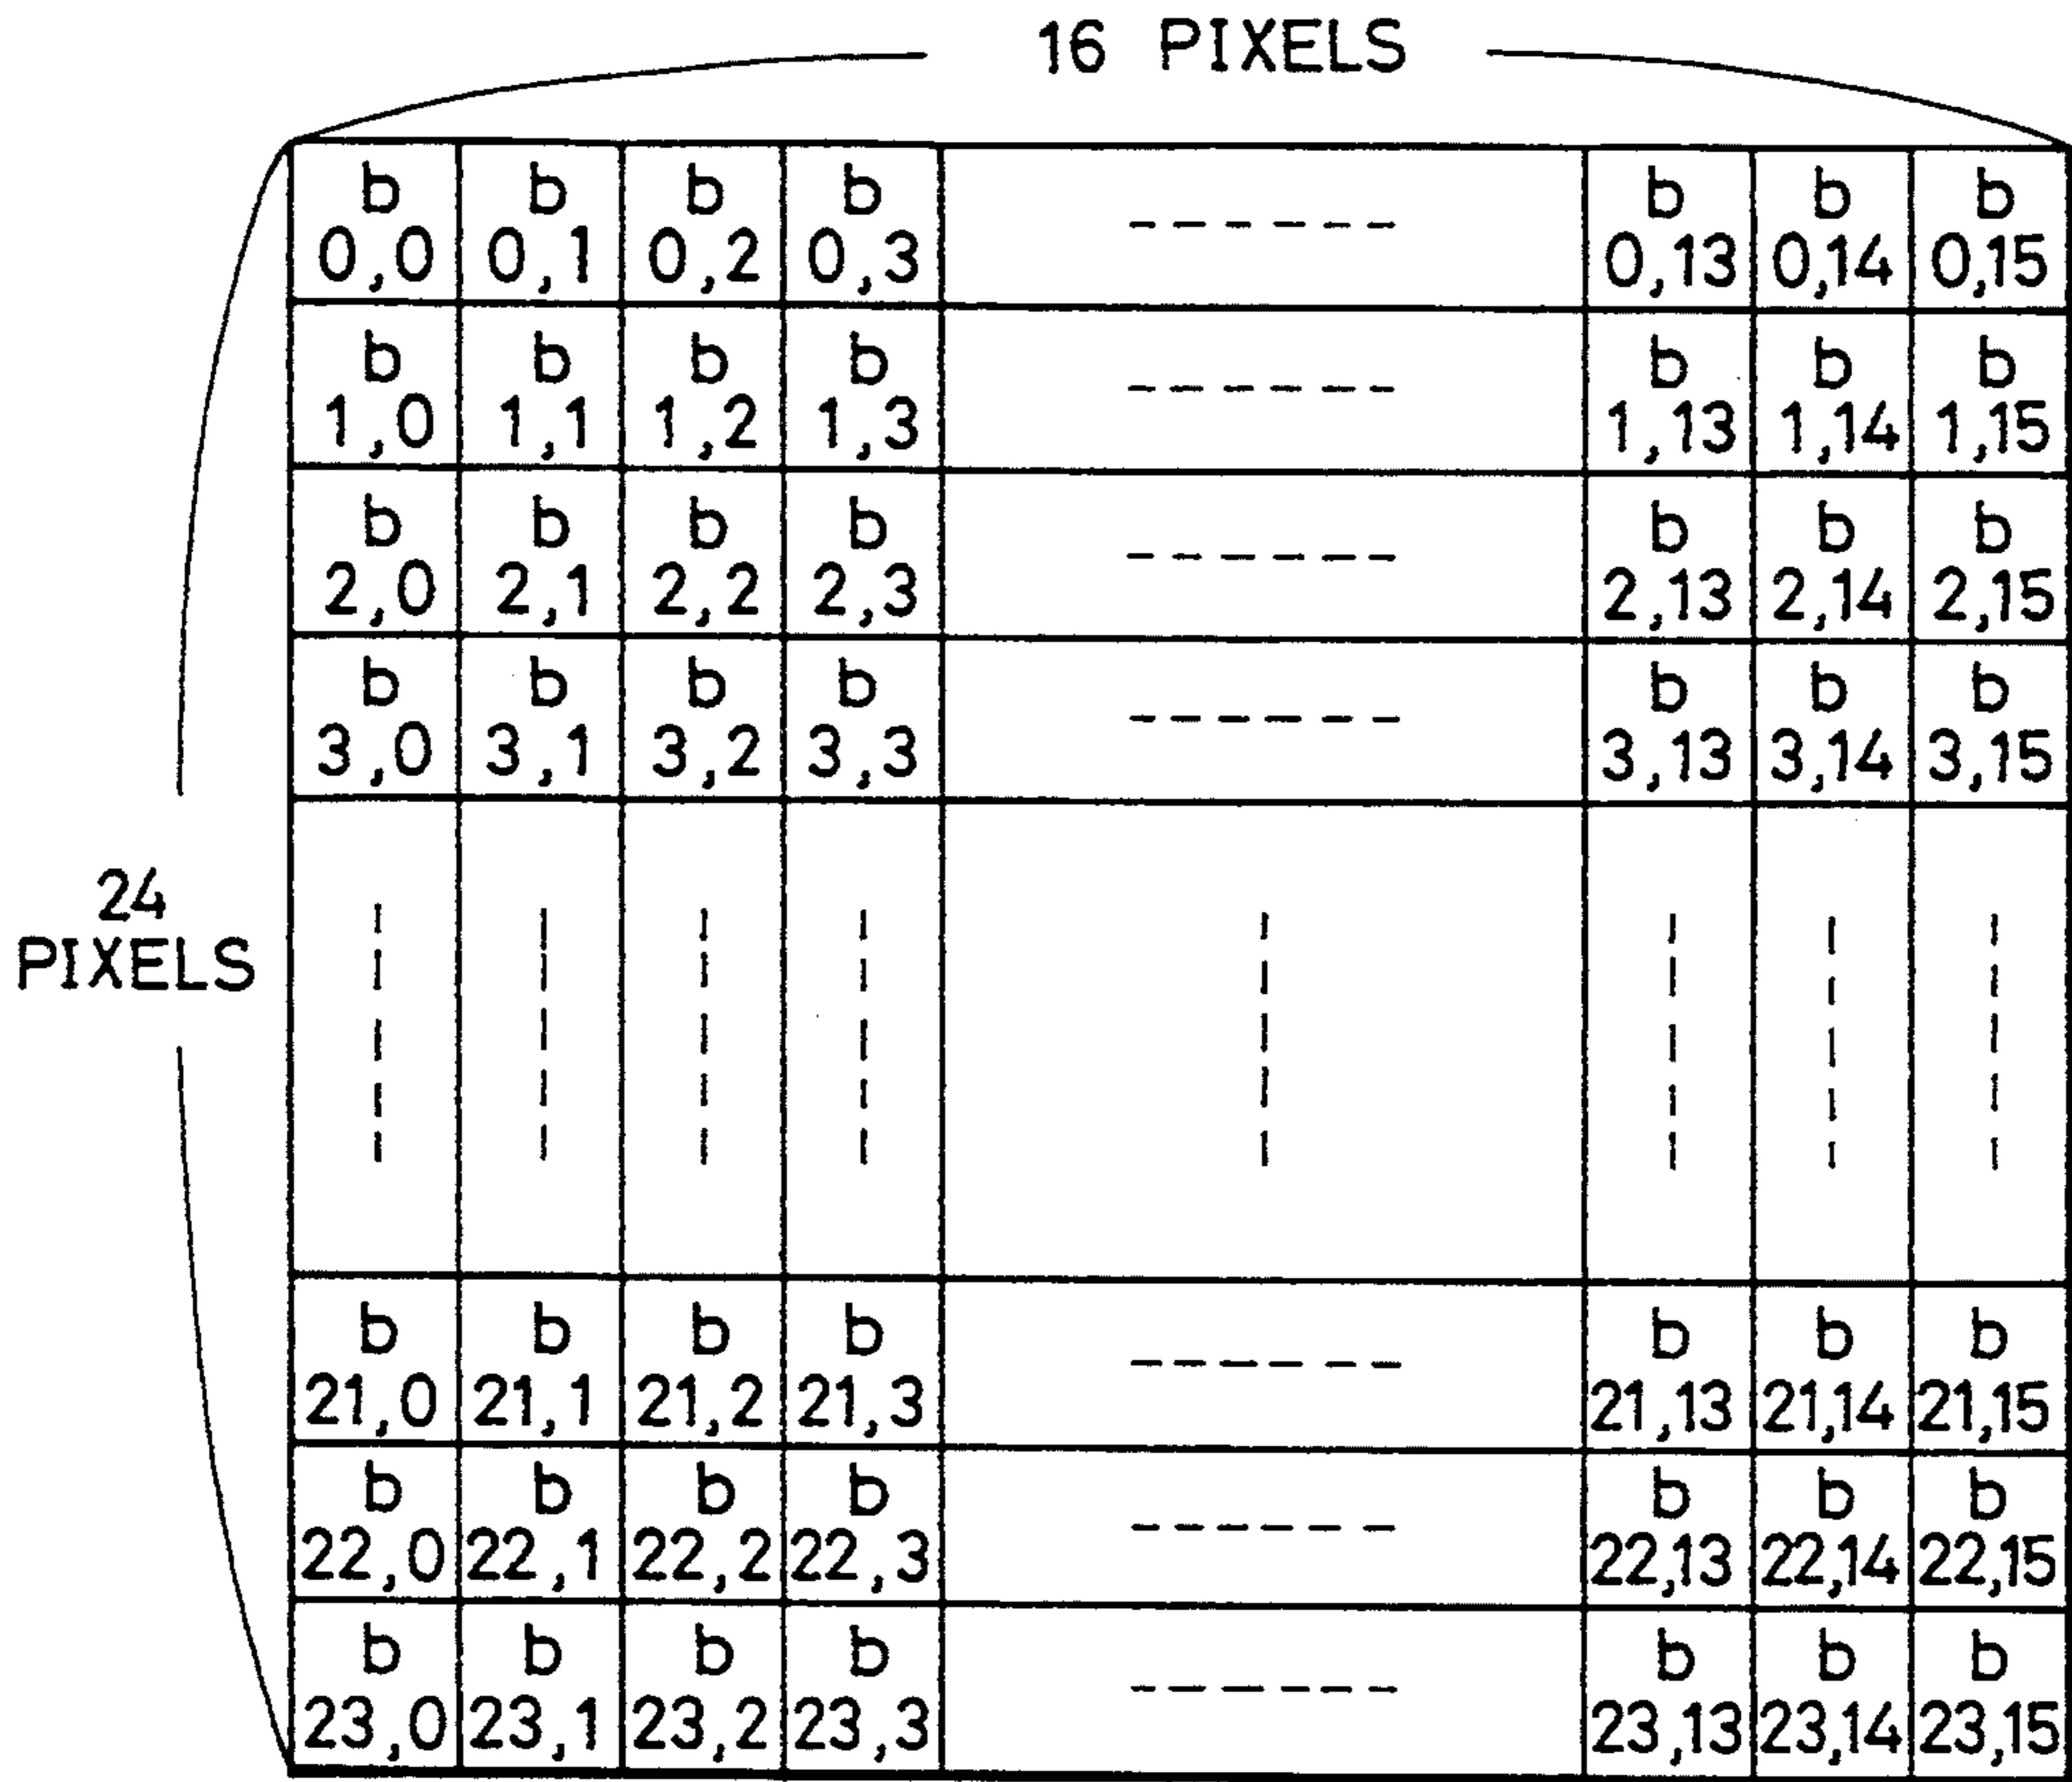 16 PIXELS
b b b b b b b
0,0 0,1 0,2 0,3 ------ 0,13 0,14 0,15
b b b b b b b
1,0 1,1 1,2 1,3 ------ 1,13 1,14 1,15
b b b b b b b
2,0 2,1 2,2 2,3 ------ 2,13 2,14 2,15
b b b b b b b
3,0 3,1 3,2 3,3 ------ 3,13 3,14 3,15
24
PIXELS
b b b b b b b
21,0 21,1 21,2 21,3 ------ 21,13 21,14 21,15
b b b b b b b
22,0 22,1 22,2 22,3 ------ 22,13 22,14 22,15
b b b b b b b
23,0 23,1 23,2 23,3 ------ 23,13 23,14 23,15